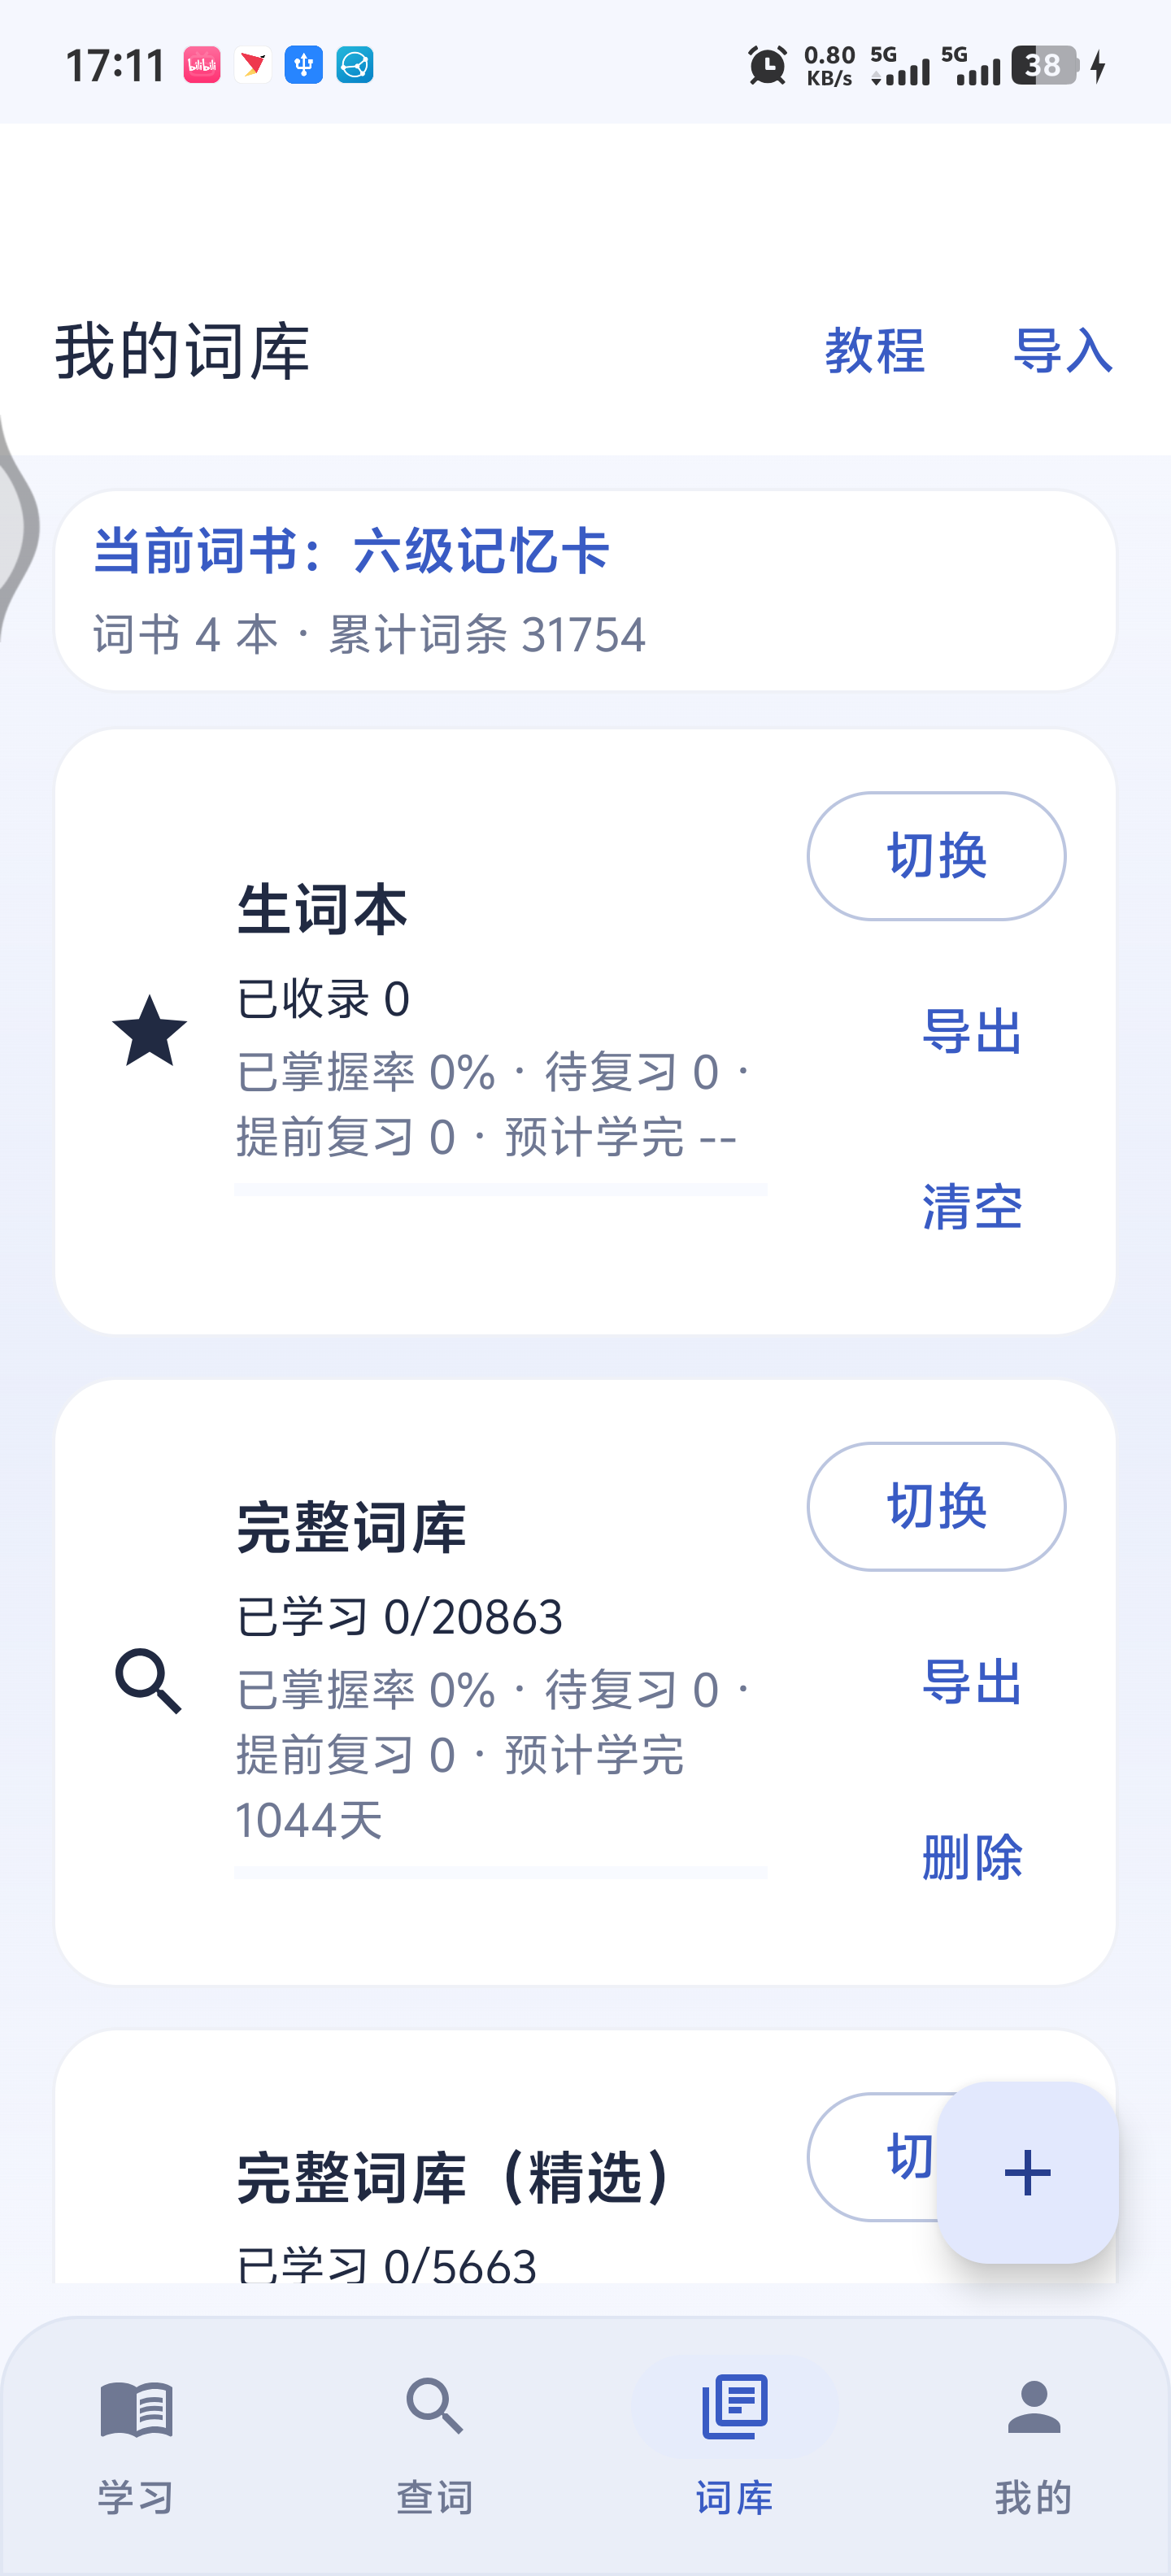 17:11
bilibili
0.80
KB/s
5G
5G
38
我的词库
教程
导入
当前词书：六级记忆卡
词书 4 本 · 累计词条 31754
切换
生词本
已收录 0
导出
已掌握率 0% · 待复习 0 ·
提前复习 0 · 预计学完 --
清空
切换
完整词库
已学习 0/20863
导出
已掌握率 0% · 待复习 0 ·
提前复习 0 · 预计学完
1044天
删除
切
完整词库（精选）
已学习 0/5663
学习
查词
词库
我的